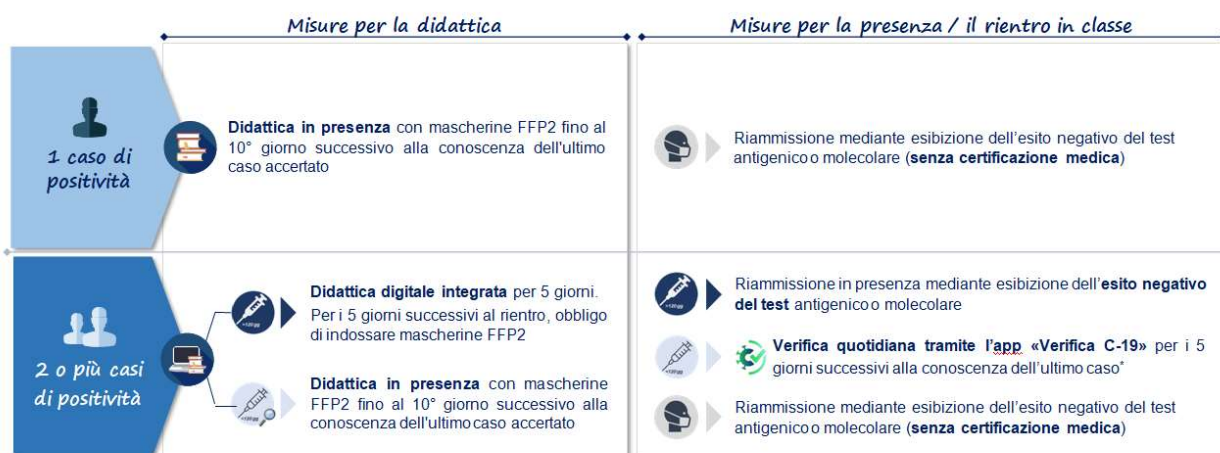 Misure per la didattica
Misure per la presenza / il rientro in classe
1 caso di
positività
Didattica in presenza con mascherine FFP2 fino al
10° giorno successivo alla conoscenza dell'ultimo
caso accertato
Riammissione mediante esibizione dell'esito negativo del test
antigenico o molecolare (senza certificazione medica)
2 o più casi
di positività
Didattica digitale integrata per 5 giorni.
Per i 5 giorni successivi al rientro, obbligo
di indossare mascherine FFP2
Didattica in presenza con mascherine
FFP2 fino al 10° giorno successivo alla
conoscenza dell'ultimo caso accertato
Riammissione in presenza mediante esibizione dell'esito negativo
del test antigenico o molecolare
Verifica quotidiana tramite l'app «Verifica C-19» per i 5
giorni successivi alla conoscenza dell'ultimo caso*
Riammissione mediante esibizione dell'esito negativo del test
antigenico o molecolare (senza certificazione medica)